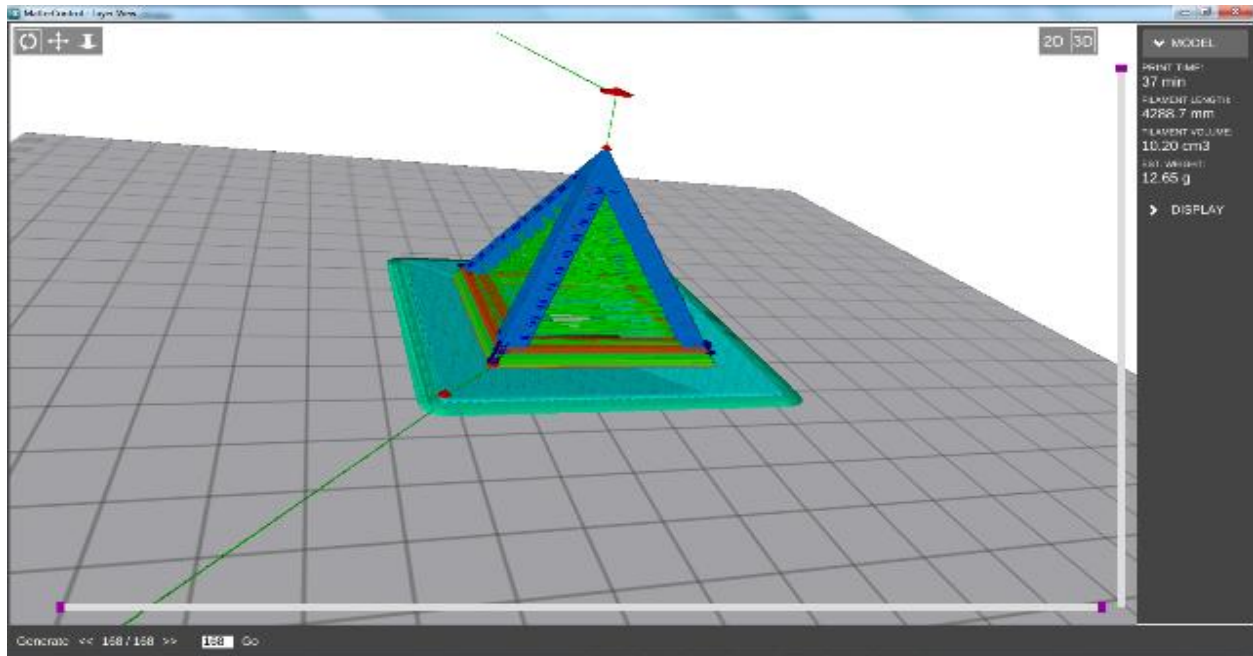 MatterControl - Layer View
2D 3D
MODEL
PRINT TIME:
37 min
FILAMENT LENGTH:
4288.7 mm
FILAMENT VOLUME:
10.20 cm3
EST. WEIGHT:
12.65 g
DISPLAY
Generate << 168 / 168 >> 168 Go